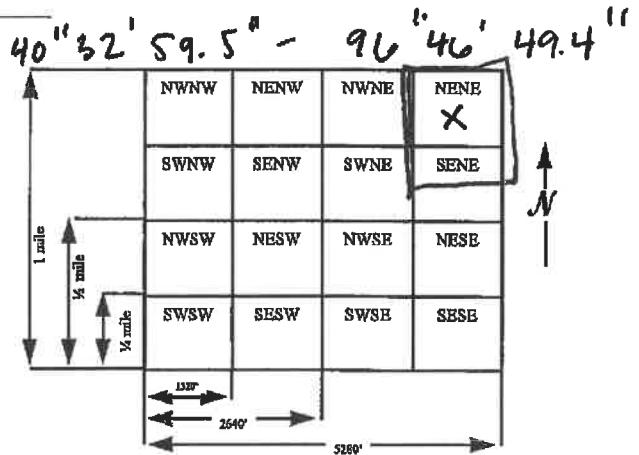 40" 32' 59.5" - 96" 46' 49.4"
NWNW NENW NWNE NENE
X
SWNW SENW SWNE SENE
N
NWSW NESW NWSE NESE
1 mile
½ mile
¼ mile
SWSW SESW SWSE SESE
1320'
2640'
5280'